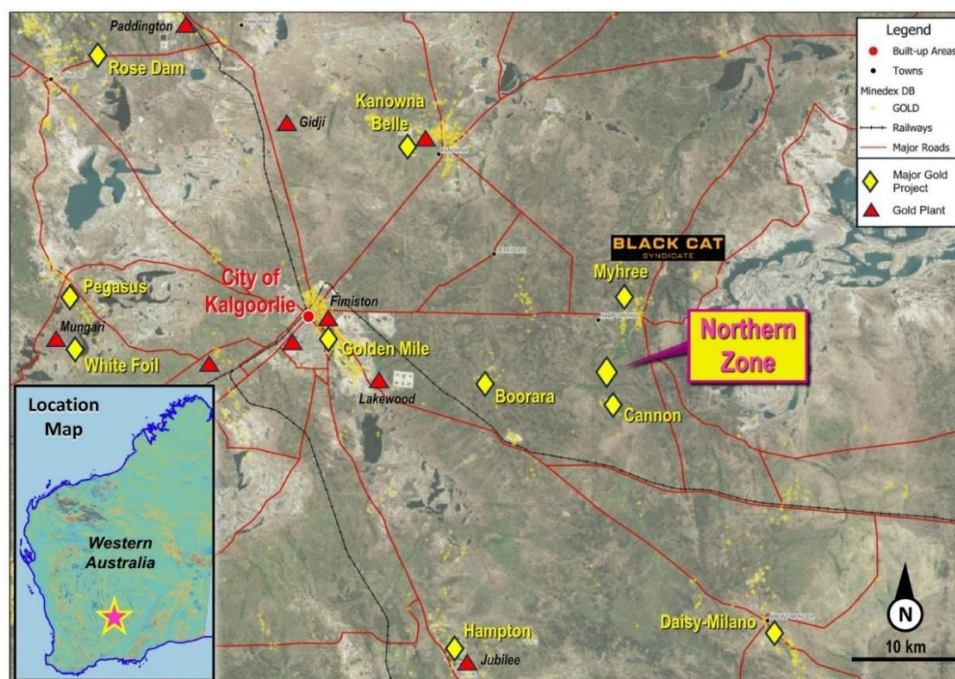 Paddington
KANOWNA
Rose Dam
Gidji
Kanowna
Belle
KANOWNA
BLACK CAT
SYNDICATE
Myhree
Pegasus
City of
Kalgoorlie
Fimiston
Mungari
White Foil
Golden Mile
Northern
Zone
Lakewood
Boorara
Cannon
Hampton
Jubilee
Daisy-Milano
Legend
Built-up Areas
Towns
Minedex DB
GOLD
Railways
Major Roads
Major Gold
Project
Gold Plant
Location
Map
Western
Australia
N
10 km